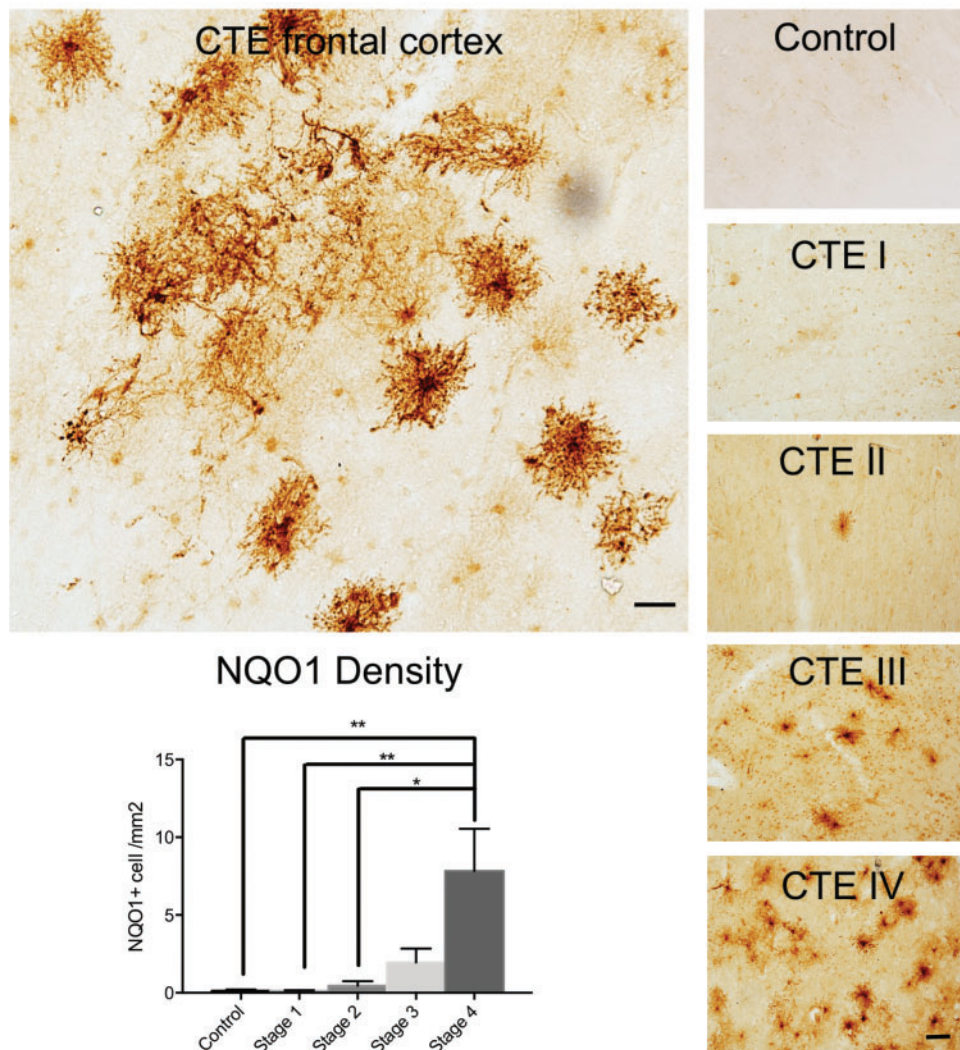 CTE frontal cortex
Control
CTE I
CTE II
CTE III
CTE IV
NQO1 Density
**
**
*
NQO1+ cell /mm2
15
10
5
0
Control
Stage 1
Stage 2
Stage 3
Stage 4